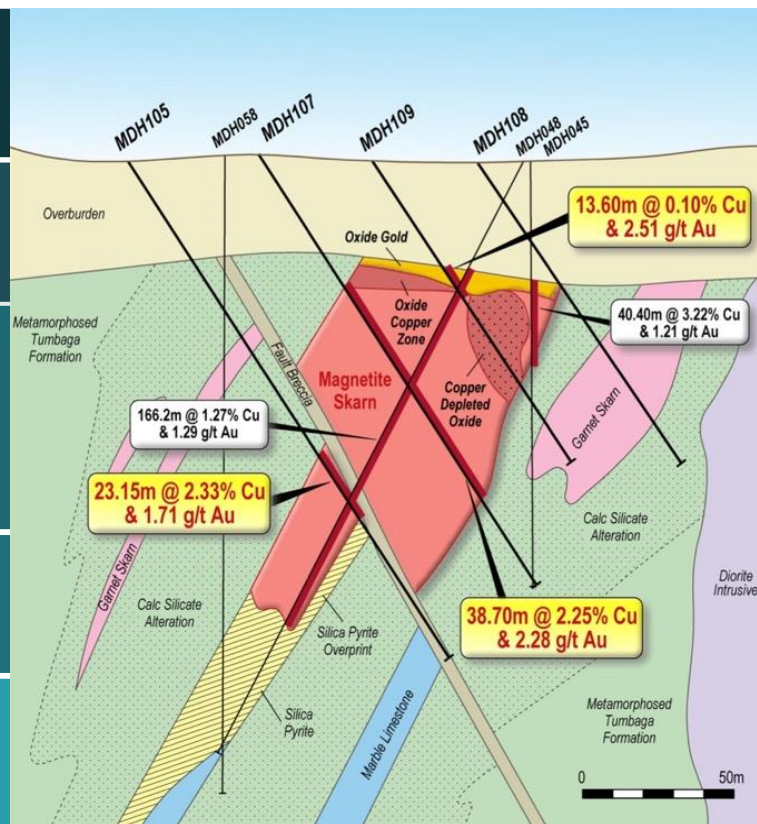 MDH105
MDH058
MDH107
MDH109
MDH108
MDH048
MDH045
Overburden
13.60m @ 0.10% Cu
& 2.51 g/t Au
Oxide Gold
Oxide
Copper
Zone
40.40m @ 3.22% Cu
& 1.21 g/t Au
Metamorphosed
Tumbaga
Formation
Fault Breccia
Magnetite
Skarn
Copper
Depleted
Oxide
Garnet Skarn
166.2m @ 1.27% Cu
& 1.29 g/t Au
23.15m @ 2.33% Cu
& 1.71 g/t Au
Calc Silicate
Alteration
Garnet Skarn
Diorite
Intrusive
Calc Silicate
Alteration
38.70m @ 2.25% Cu
& 2.28 g/t Au
Silica Pyrite
Overprint
Silica
Pyrite
Marble Limestone
Metamorphosed
Tumbaga
Formation
0 50m